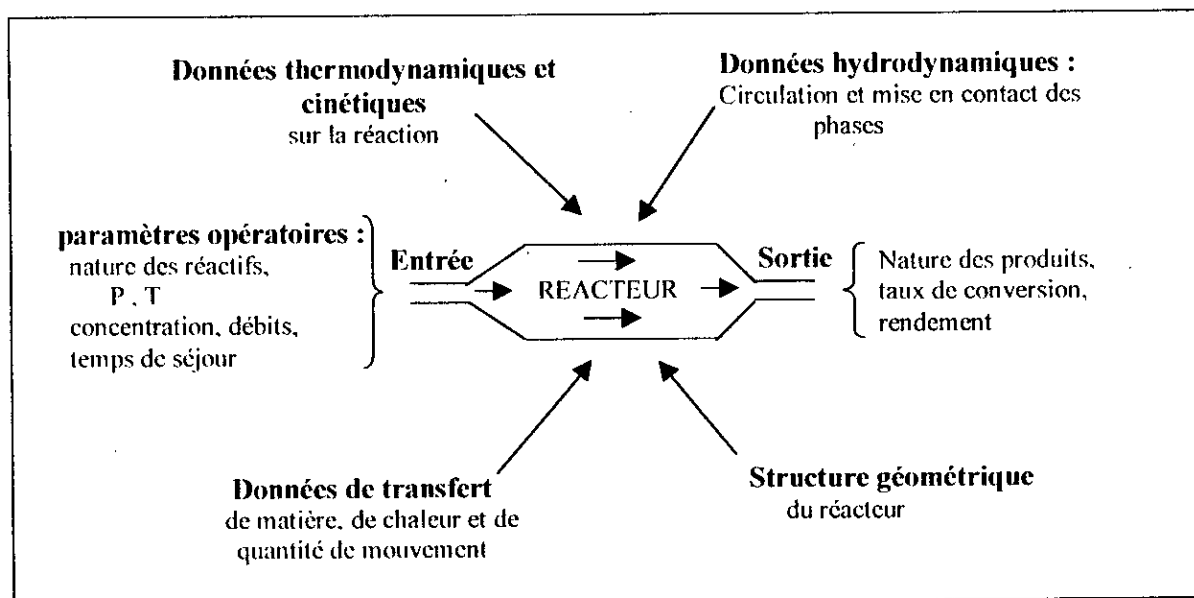 Données thermodynamiques et
cinétiques
sur la réaction
Données hydrodynamiques :
Circulation et mise en contact des
phases
paramètres opératoires :
nature des réactifs,
P , T
concentration, débits,
temps de séjour
Entrée
REACTEUR
Sortie
Nature des produits,
taux de conversion,
rendement
Données de transfert
de matière, de chaleur et de
quantité de mouvement
Structure géométrique
du réacteur